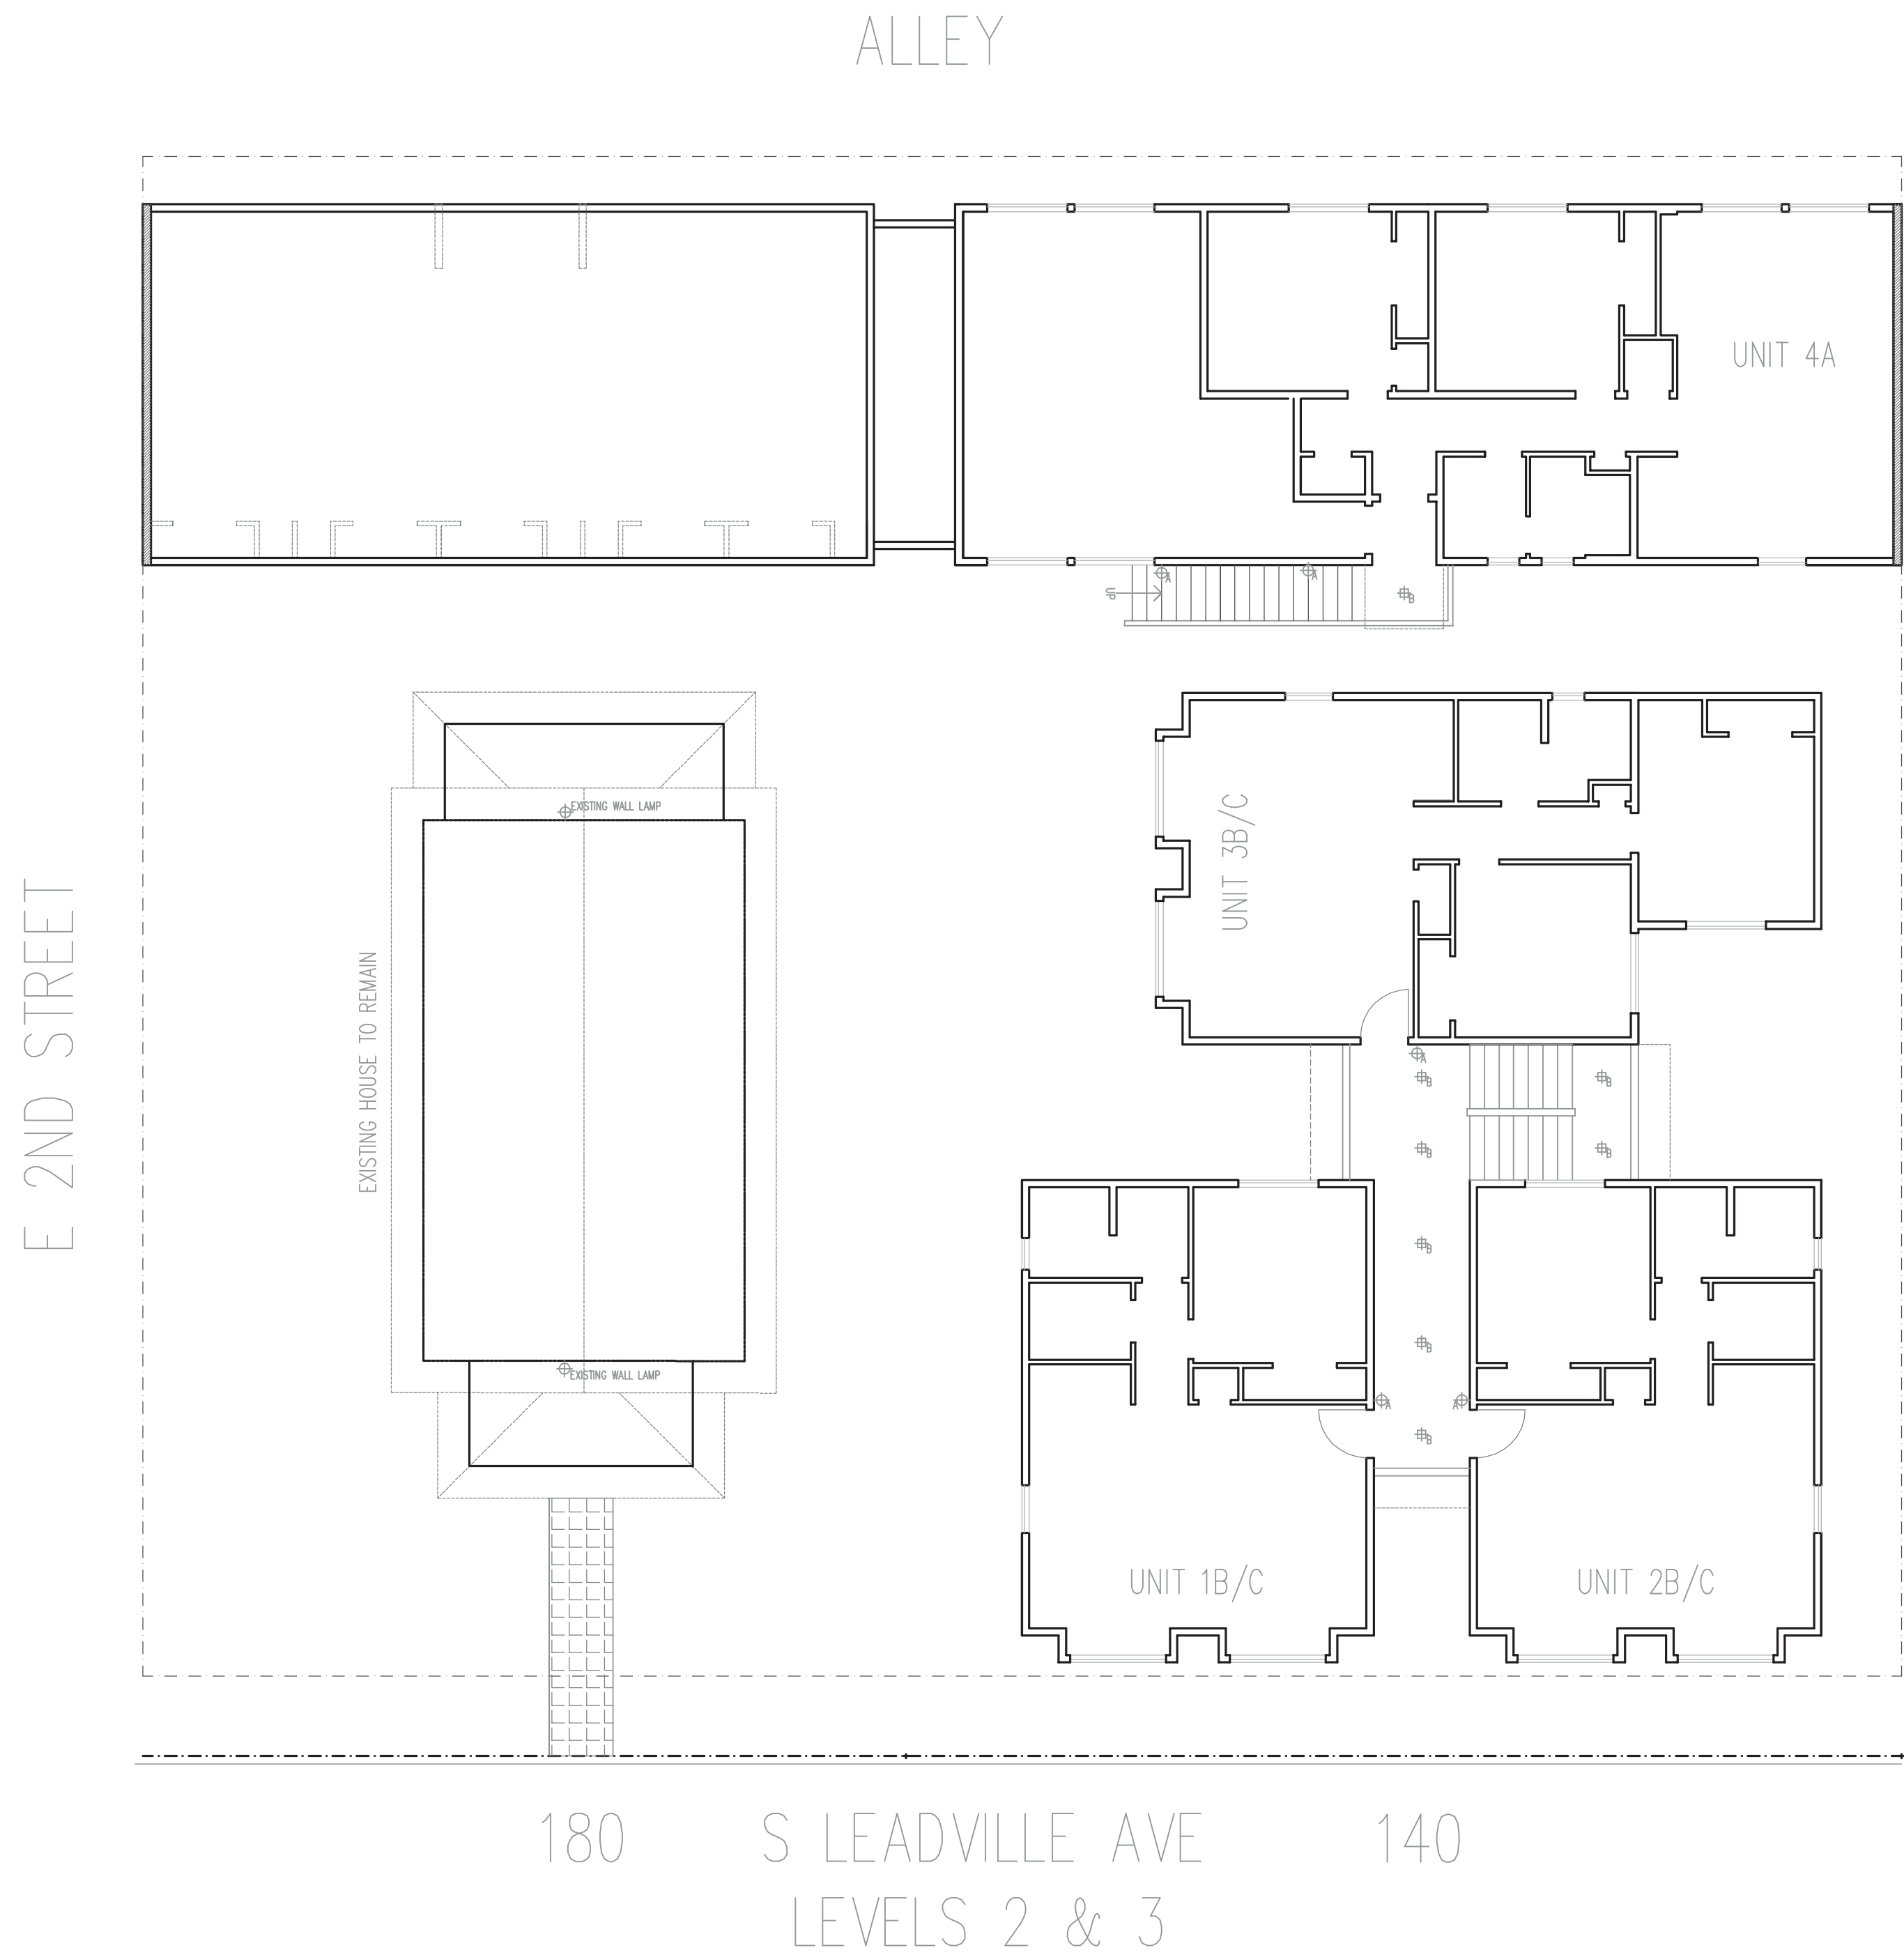 ALLEY
UNIT 4A
UP
A
A
B
EXISTING WALL LAMP
UNIT 3B/C
E 2ND STREET
EXISTING HOUSE TO REMAIN
A
B
B
B
B
B
B
EXISTING WALL LAMP
A
A
B
UNIT 1B/C
UNIT 2B/C
180 S LEADVILLE AVE 140
LEVELS 2 & 3